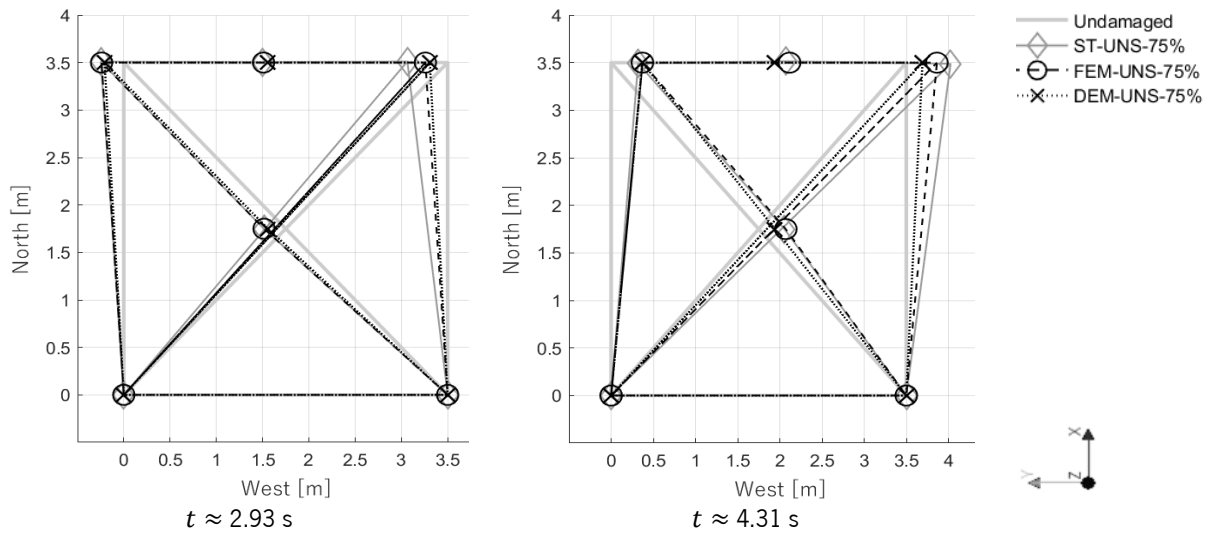 4
3.5
3
2.5
2
1.5
1
0.5
0
North [m]
0 0.5 1 1.5 2 2.5 3 3.5
West [m]
t ≈ 2.93 s
4
3.5
3
2.5
2
1.5
1
0.5
0
North [m]
0 0.5 1 1.5 2 2.5 3 3.5 4
West [m]
t ≈ 4.31 s
Undamaged
ST-UNS-75%
FEM-UNS-75%
DEM-UNS-75%
X
Y
Z